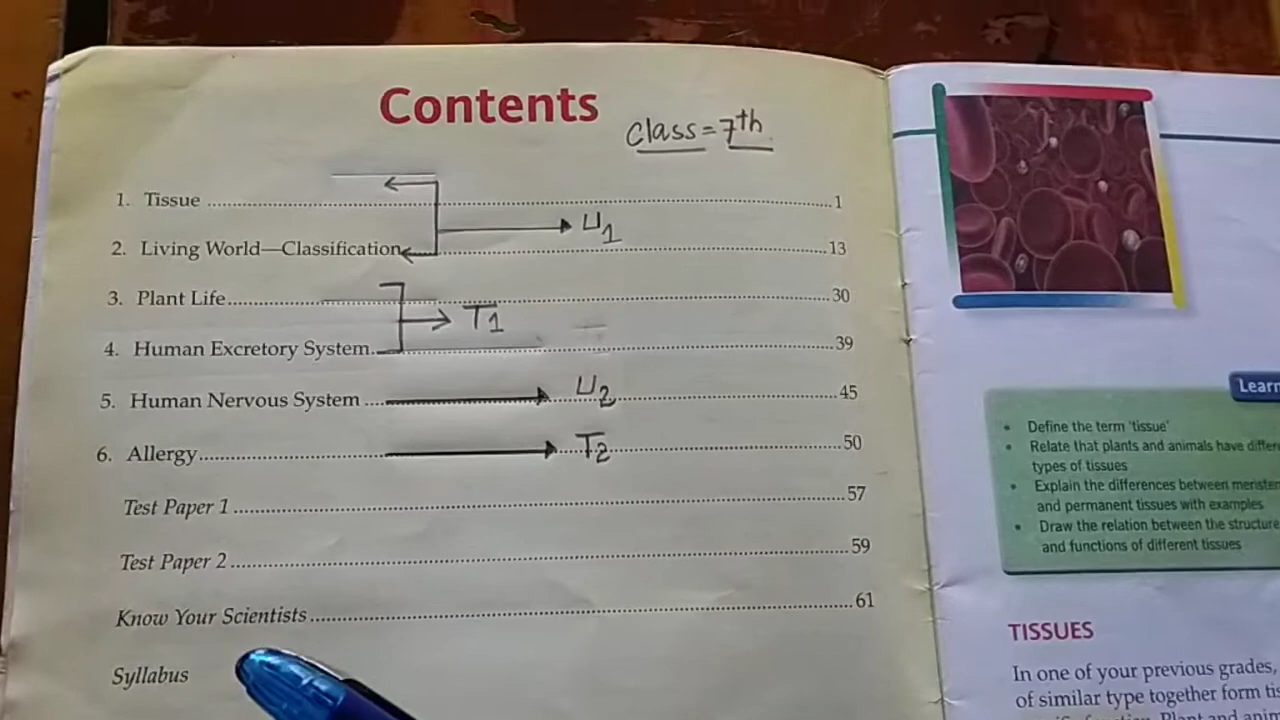 Contents
Class = 7th
1. Tissue ........ 1
U1
2. Living World—Classification ........ 13
3. Plant Life ........ 30
T1
4. Human Excretory System ........ 39
5. Human Nervous System ........ U2 ........ 45
6. Allergy ........ T2 ........ 50
Test Paper 1 ........ 57
Test Paper 2 ........ 59
Know Your Scientists ........ 61
Syllabus
Learn
• Define the term 'tissue'
• Relate that plants and animals have differe
types of tissues
• Explain the differences between meristem
and permanent tissues with examples
• Draw the relation between the structure
and functions of different tissues
TISSUES
In one of your previous grades,
of similar type together form tis
Plant and anim